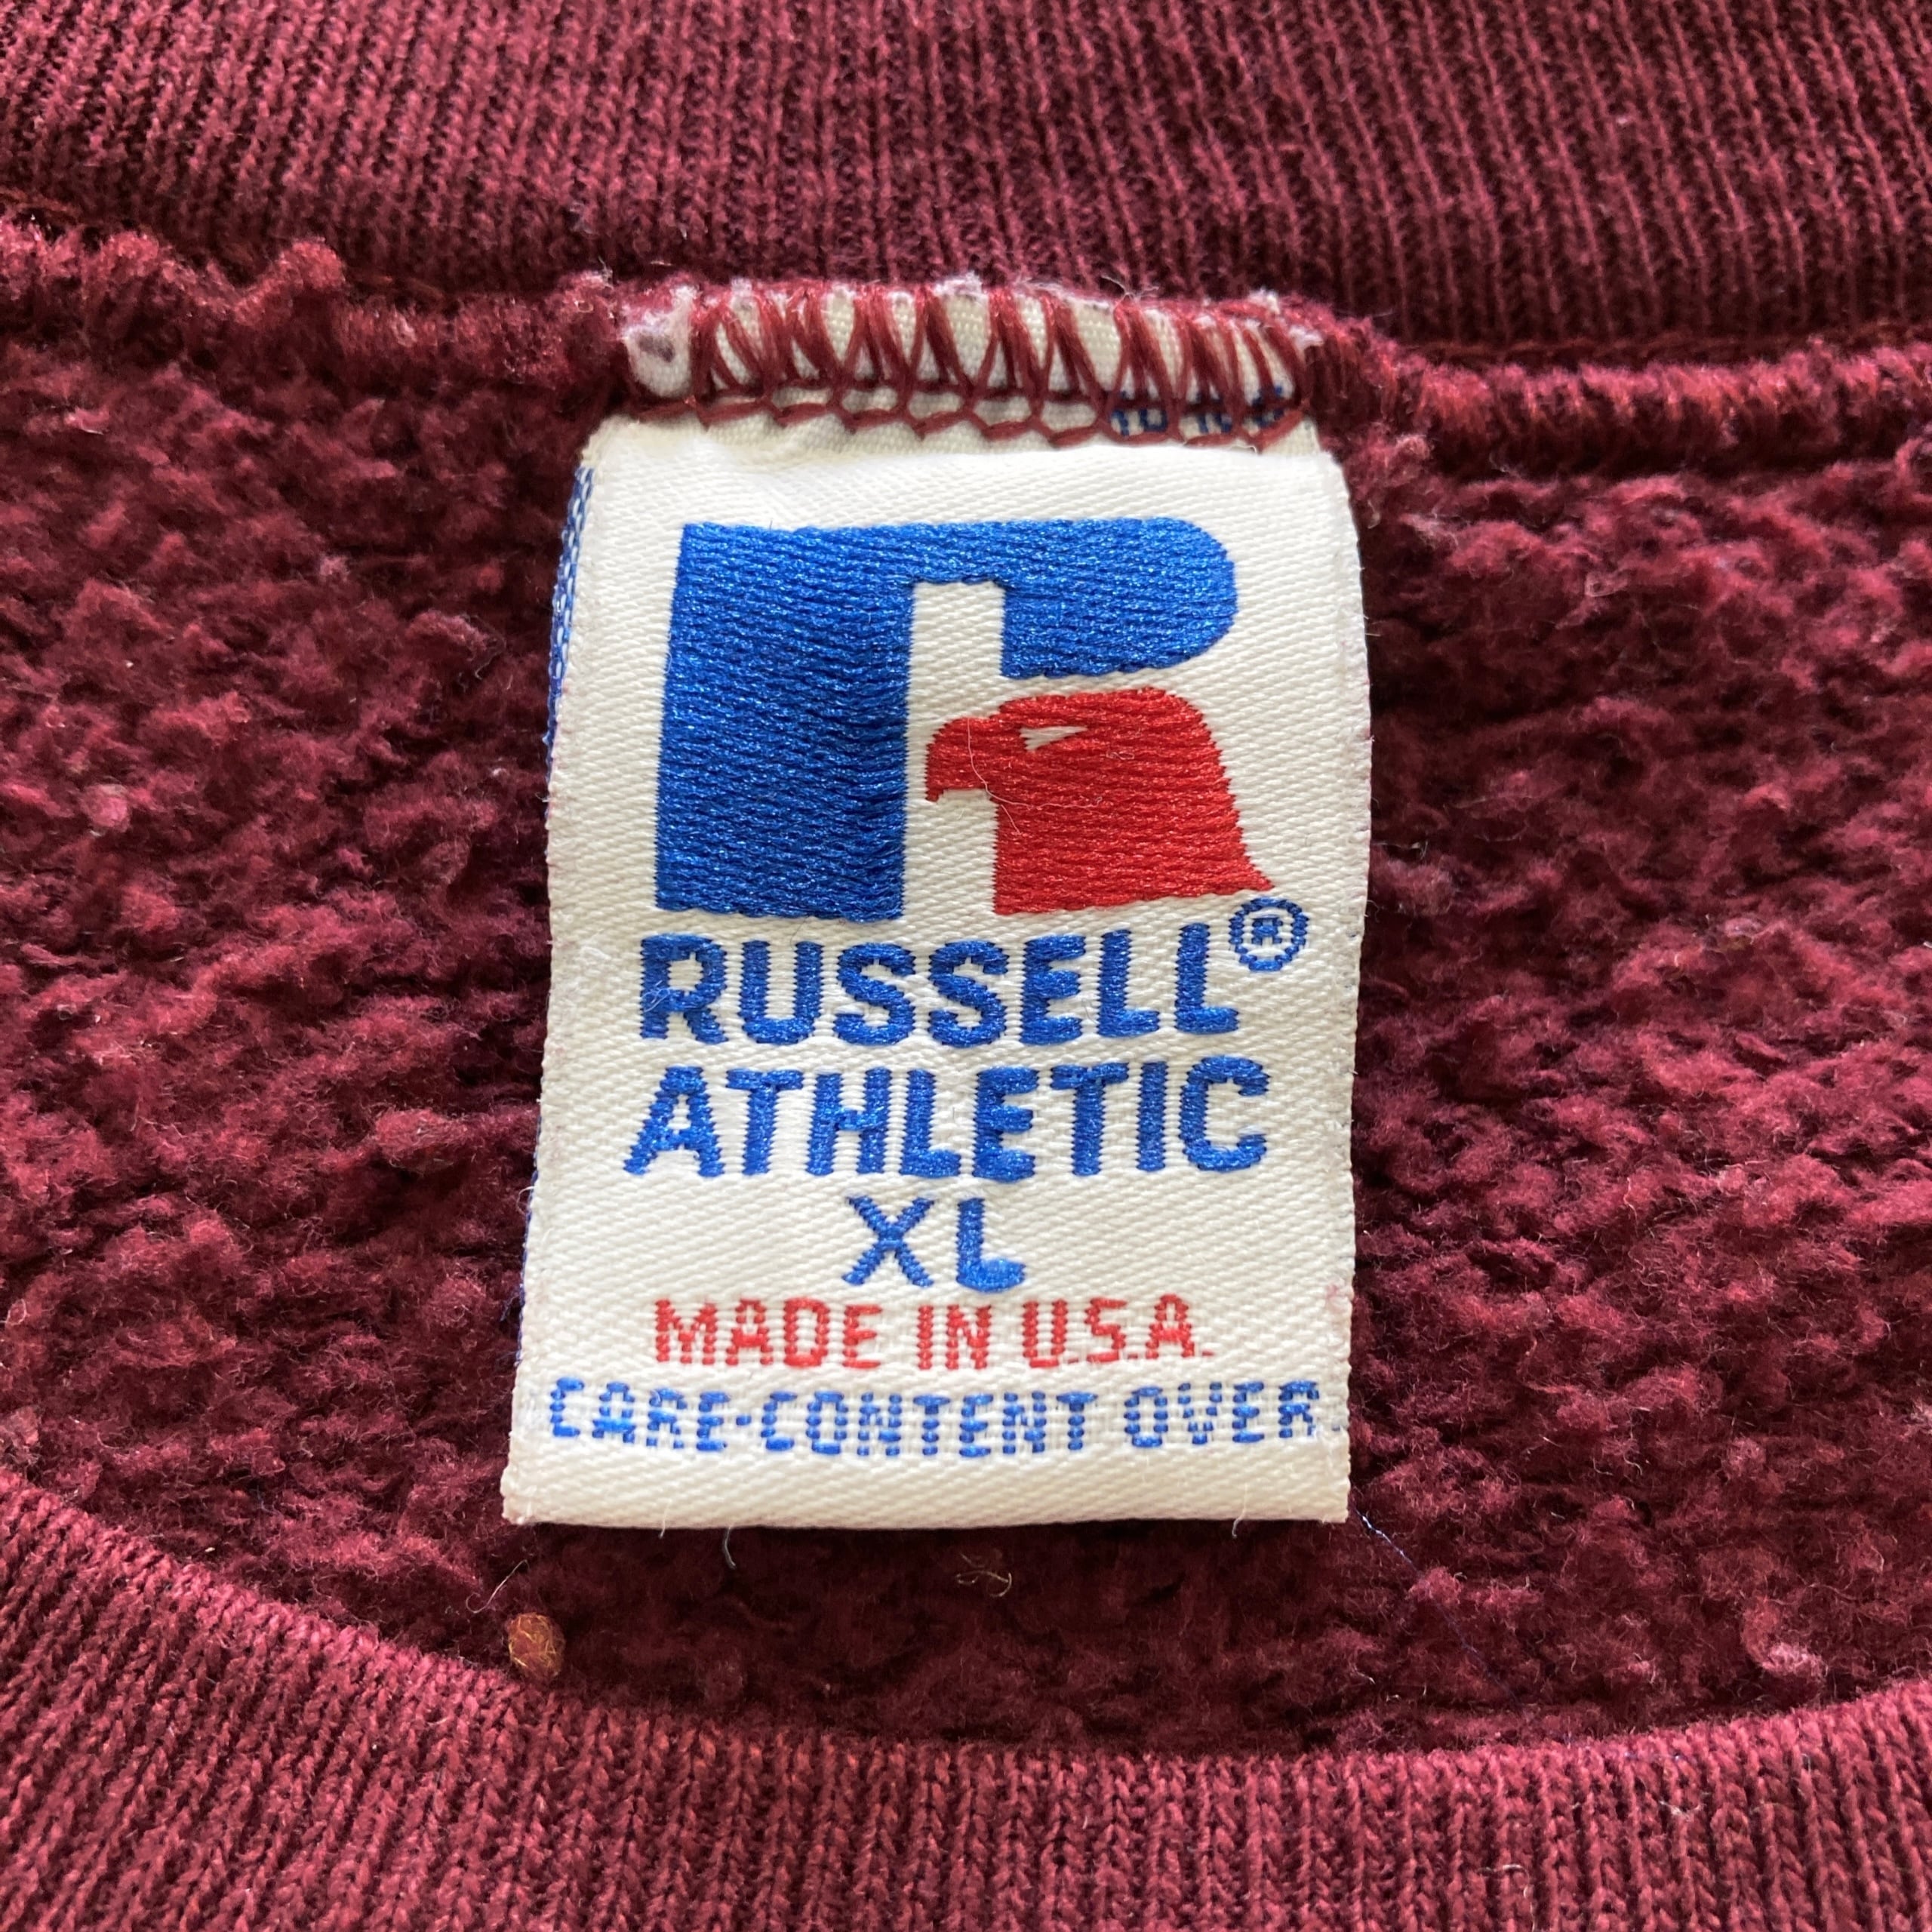 RUSSELL®
ATHLETIC
XL
MADE IN U.S.A.
CARE·CONTENT OVER